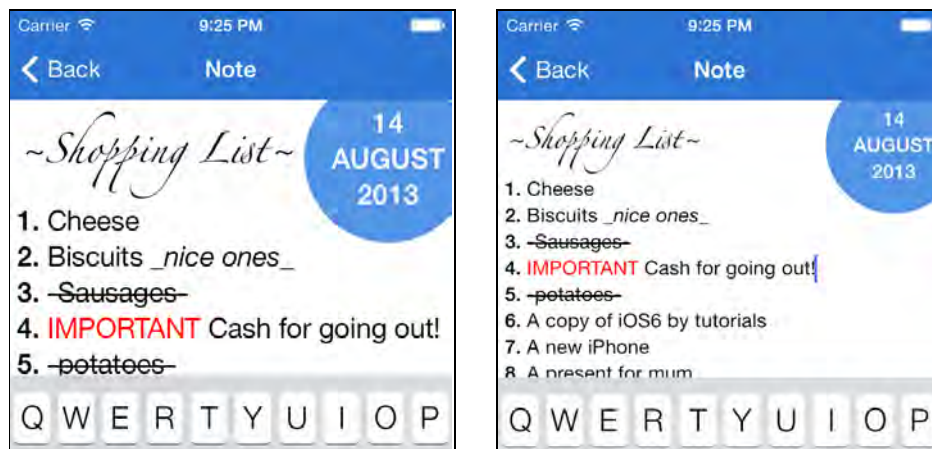 Carrier 9:25 PM
Back Note
~Shopping List~
14
AUGUST
2013
1. Cheese
2. Biscuits _nice ones_
3. -Sausages-
4. IMPORTANT Cash for going out!
5. -potatoes-
Q W E R T Y U I O P
Carrier 9:25 PM
Back Note
~Shopping List~
14
AUGUST
2013
1. Cheese
2. Biscuits _nice ones_
3. -Sausages-
4. IMPORTANT Cash for going out!
5. -potatoes-
6. A copy of iOS6 by tutorials
7. A new iPhone
8. A present for mum
Q W E R T Y U I O P